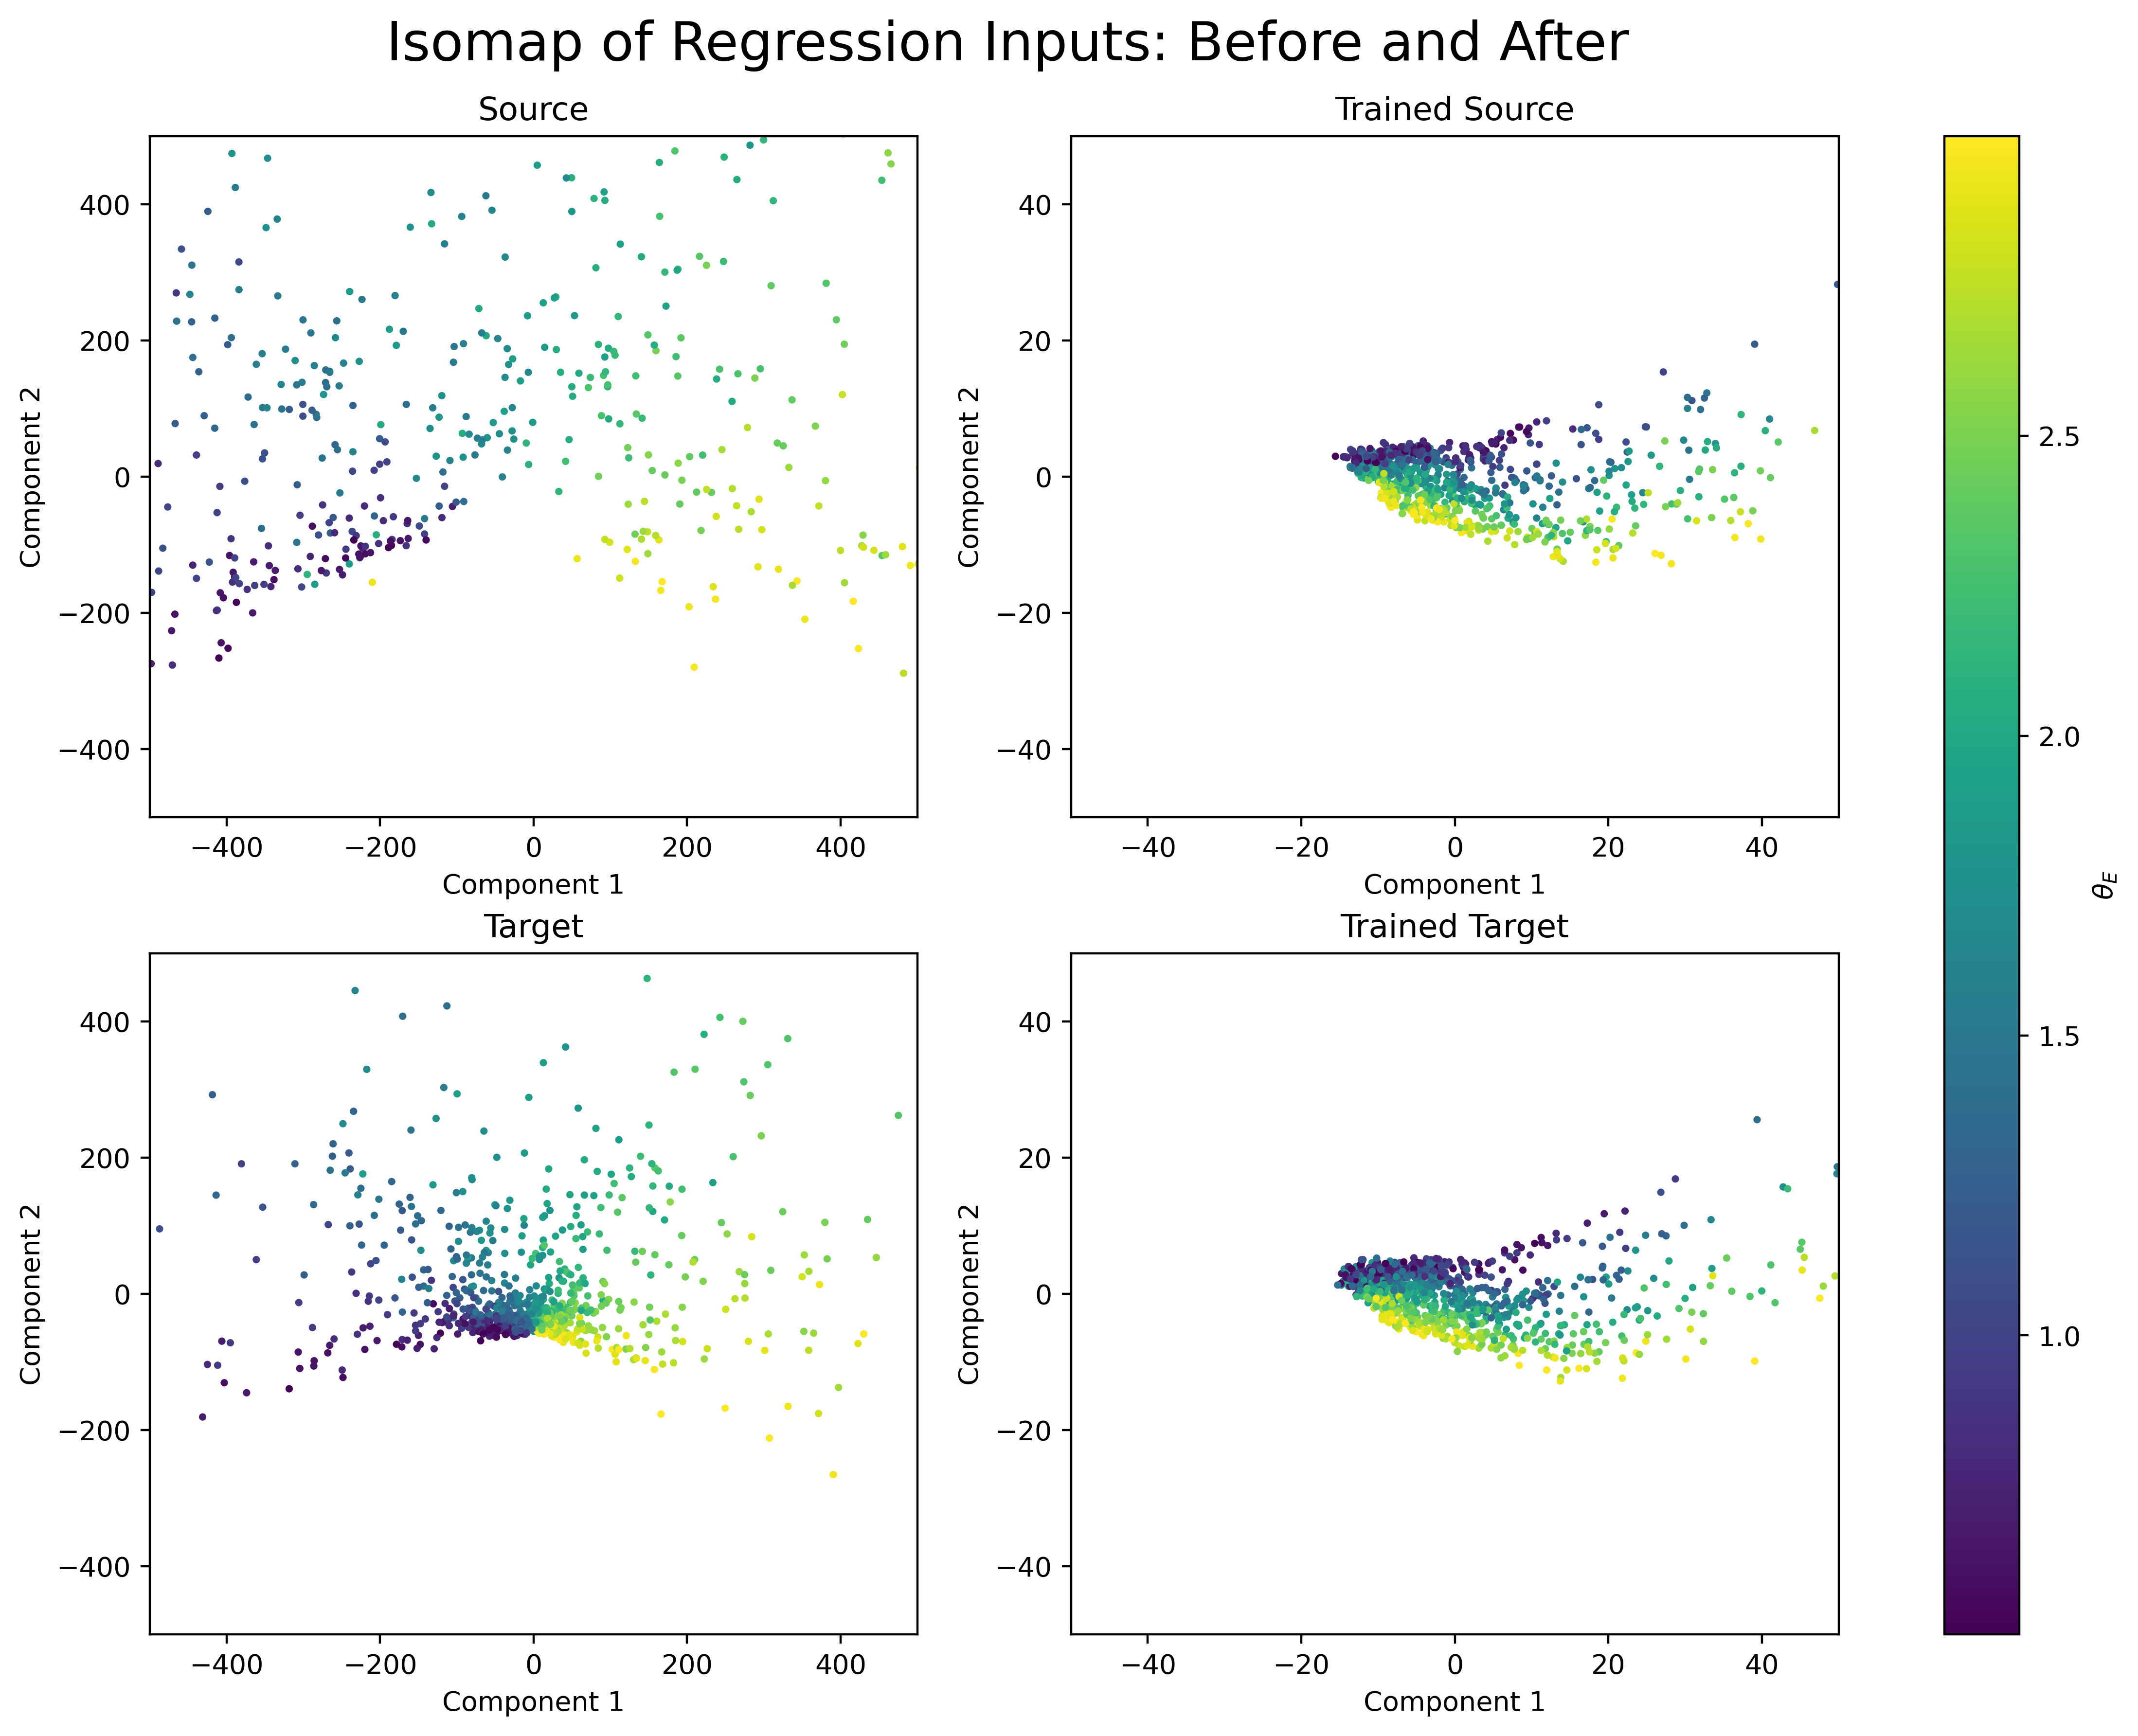 Isomap of Regression Inputs: Before and After
Source
Component 2
400
200
0
−200
−400
−400 −200 0 200 400
Component 1
Trained Source
Component 2
40
20
0
−20
−40
−40 −20 0 20 40
Component 1
Target
Component 2
400
200
0
−200
−400
−400 −200 0 200 400
Component 1
Trained Target
Component 2
40
20
0
−20
−40
−40 −20 0 20 40
Component 1
2.5
2.0
1.5
1.0
θ_E